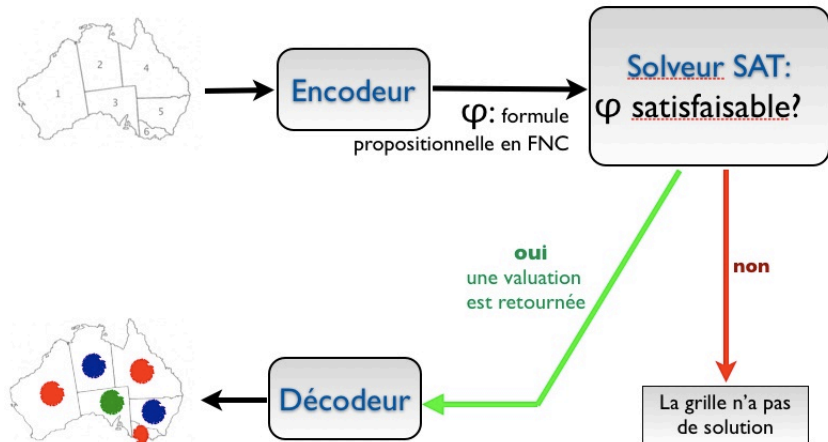 1
2
3
4
5
6
Encodeur
φ: formule
propositionnelle en FNC
Solveur SAT:
φ satisfaisable?
oui
une valuation
est retournée
non
Décodeur
La grille n'a pas
de solution